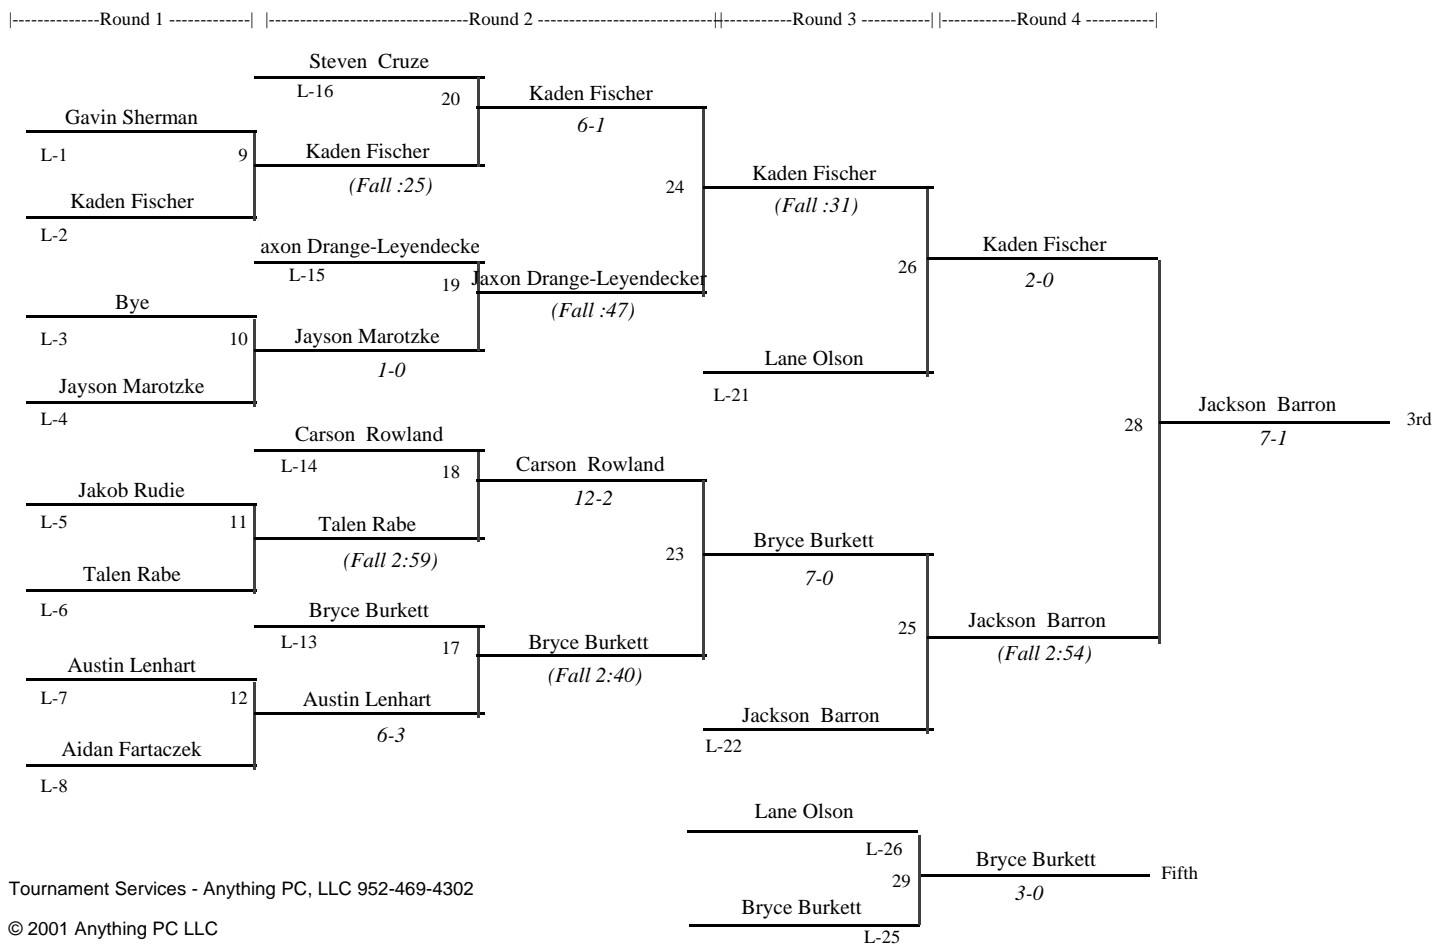 |--------------Round 1 -------------| |------------------------Round 2 ----------------------||---------Round 3 -----------| |------------Round 4 -----------|
Steven  Cruze
L-16
20
Kaden Fischer
6-1
Gavin Sherman
L-1
9
Kaden Fischer
(Fall :25)
Kaden Fischer
L-2
24
Kaden Fischer
(Fall :31)
axon Drange-Leyendecke
L-15
19
Jaxon Drange-Leyendecker
(Fall :47)
26
Kaden Fischer
2-0
Bye
L-3
10
Jayson Marotzke
1-0
Jayson Marotzke
L-4
Lane Olson
L-21
28
Jackson  Barron
7-1
3rd
Carson  Rowland
L-14
18
Carson  Rowland
12-2
Jakob Rudie
L-5
11
Talen Rabe
(Fall 2:59)
Talen Rabe
L-6
23
Bryce Burkett
7-0
Bryce Burkett
L-13
17
Bryce Burkett
(Fall 2:40)
25
Jackson  Barron
(Fall 2:54)
Austin Lenhart
L-7
12
Austin Lenhart
6-3
Aidan Fartaczek
L-8
Jackson  Barron
L-22
Lane Olson
L-26
29
Bryce Burkett
3-0
Fifth
Bryce Burkett
L-25
Tournament Services - Anything PC, LLC 952-469-4302
© 2001 Anything PC LLC